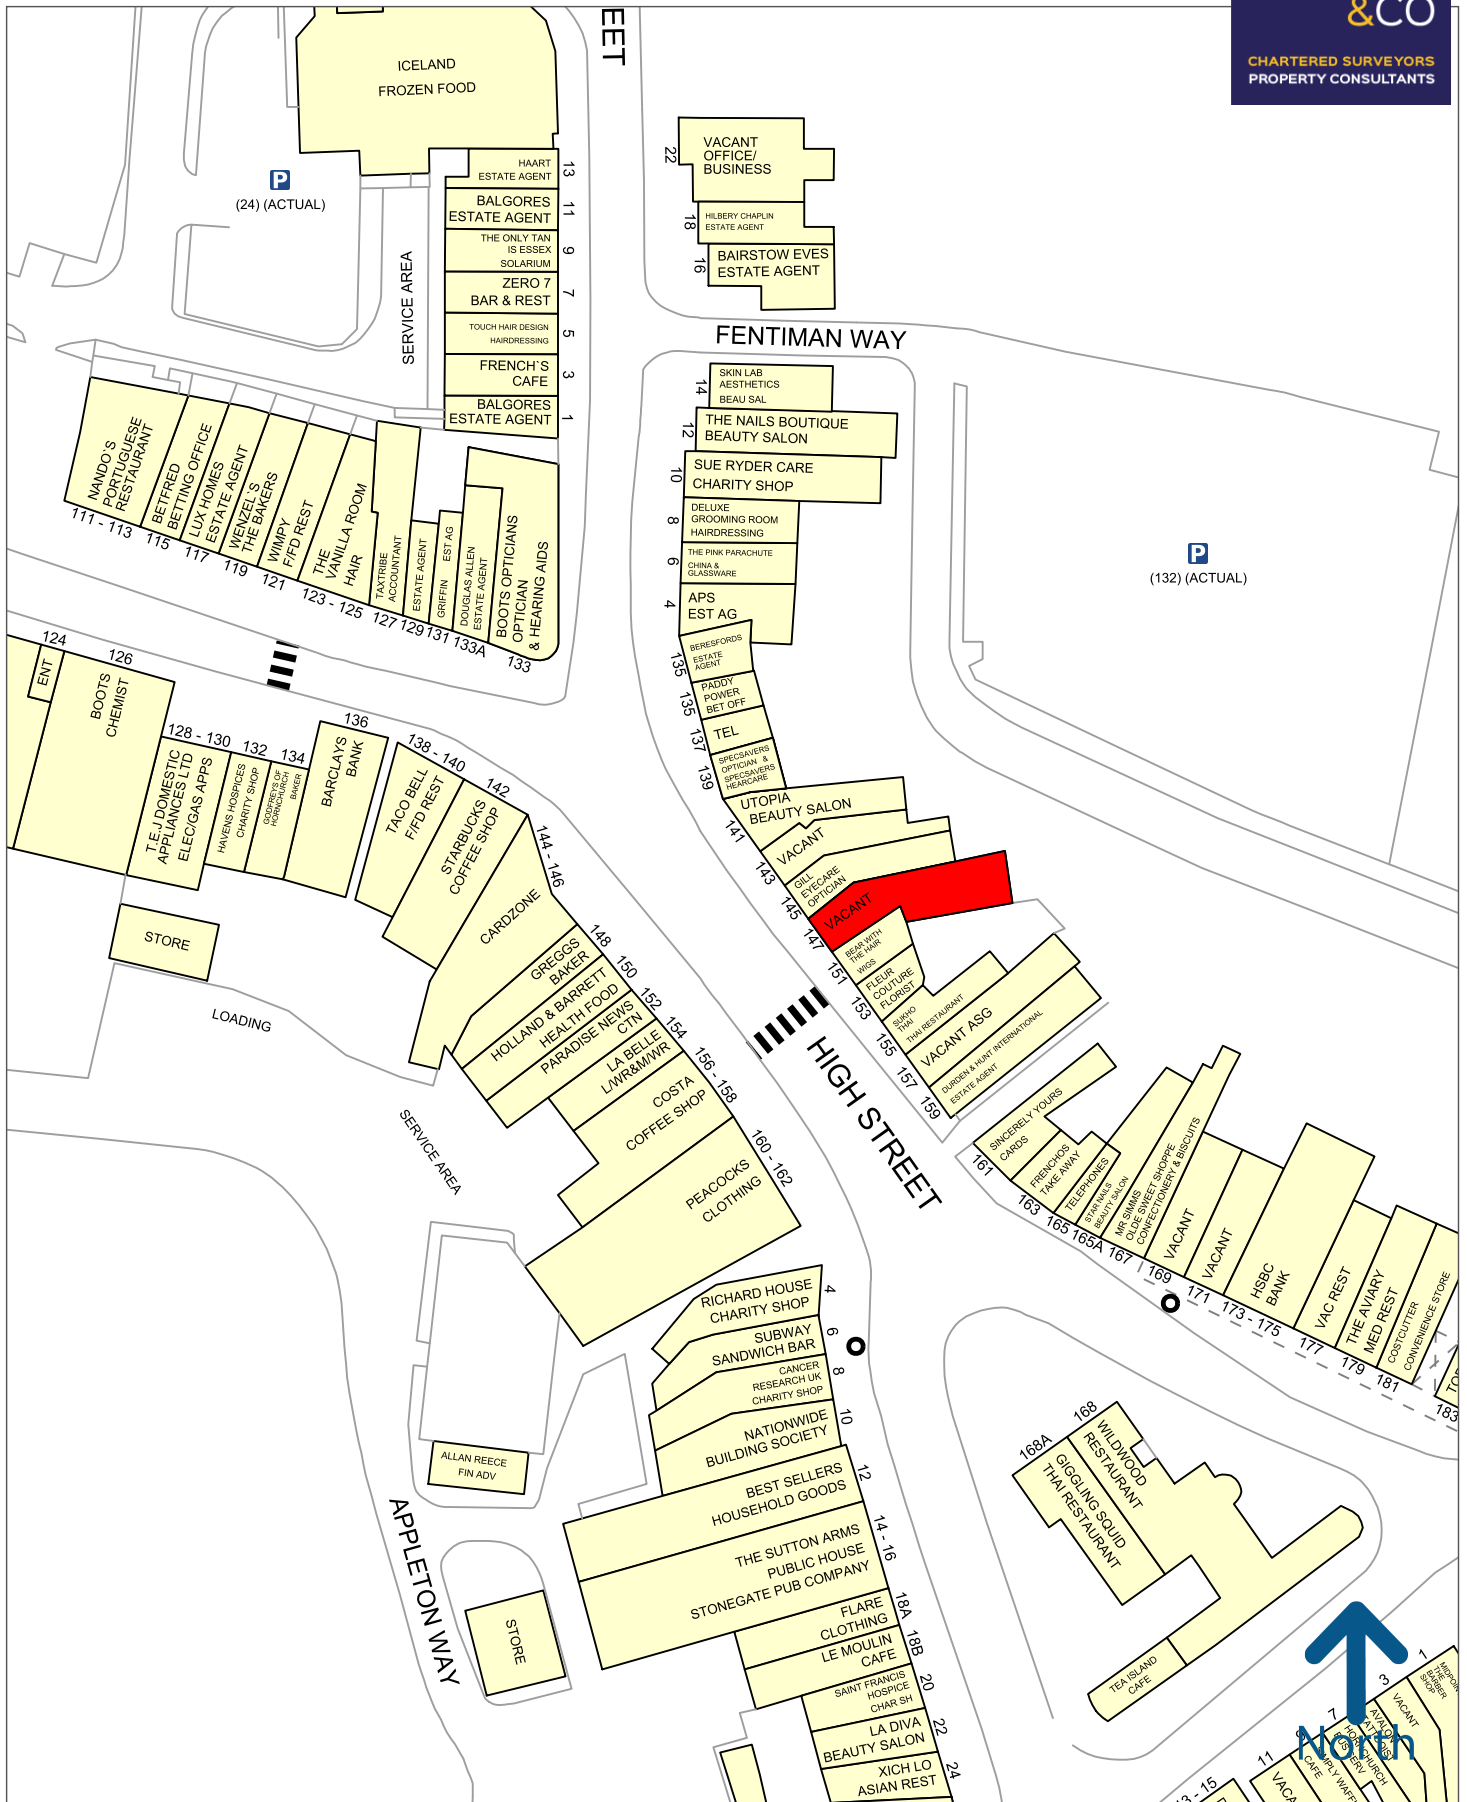 &CO
CHARTERED SURVEYORS
PROPERTY CONSULTANTS
EET
ICELAND
FROZEN FOOD
P
(24) (ACTUAL)
SERVICE AREA
HAART
ESTATE AGENT
13
BALGORES
ESTATE AGENT
11
THE ONLY TAN
IS ESSEX
SOLARIUM
9
ZERO 7
BAR & REST
7
TOUCH HAIR DESIGN
HAIRDRESSING
5
FRENCH`S
CAFE
3
BALGORES
ESTATE AGENT
1
22
VACANT
OFFICE/
BUSINESS
18
HILBERY CHAPLIN
ESTATE AGENT
16
BAIRSTOW EVES
ESTATE AGENT
FENTIMAN WAY
14
SKIN LAB
AESTHETICS
BEAU SAL
12
THE NAILS BOUTIQUE
BEAUTY SALON
10
SUE RYDER CARE
CHARITY SHOP
8
DELUXE
GROOMING ROOM
HAIRDRESSING
6
THE PINK PARACHUTE
CHINA &
GLASSWARE
4
APS
EST AG
P
(132) (ACTUAL)
NANDO`S
PORTUGUESE
RESTAURANT
111 - 113
BETFRED
BETTING OFFICE
115
LUX HOMES
ESTATE AGENT
117
WENZEL`S
THE BAKERS
119
WIMPY
F/FD REST
121
THE
VANILLA ROOM
HAIR
123 - 125
TAXTRIBE
ACCOUNTANT
127
ESTATE AGENT
129
GRIFFIN
EST AG
131
DOUGLAS ALLEN
ESTATE AGENT
133A
BOOTS OPTICIANS
OPTICIAN
& HEARING AIDS
133
BERESFORDS
ESTATE
AGENT
135
PADDY
POWER
BET OFF
135
TEL
137
SPECSAVERS
OPTICIAN &
SPECSAVERS
HEARCARE
139
UTOPIA
BEAUTY SALON
141
VACANT
143
GILL
EYECARE
OPTICIAN
145
VACANT
147
BEAR WITH
THE HAIR
WIGS
151
FLEUR
COUTURE
FLORIST
153
SUKHO
THAI
THAI RESTAURANT
155
VACANT ASG
157
DURDEN & HUNT INTERNATIONAL
ESTATE AGENT
159
124
ENT
126
BOOTS
CHEMIST
128 - 130
T.E.J DOMESTIC
APPLIANCES LTD
ELEC/GAS APPS
132
HAVENS HOSPICES
CHARITY SHOP
134
GODFREYS OF
HORNCHURCH
BAKER
136
BARCLAYS
BANK
138 - 140
TACO BELL
F/FD REST
142
STARBUCKS
COFFEE SHOP
144 - 146
CARDZONE
148
GREGGS
BAKER
150
HOLLAND & BARRETT
HEALTH FOOD
152
PARADISE NEWS
CTN
154
LA BELLE
L/WR&M/WR
156 - 158
COSTA
COFFEE SHOP
160 - 162
PEACOCKS
CLOTHING
STORE
LOADING
SERVICE AREA
HIGH STREET
161
SINCERELY YOURS
CARDS
163
FRENCHOS
TAKE AWAY
165
TELEPHONES
165A
STAR NAILS
BEAUTY SALON
167
MR SIMMS
OLDE SWEET SHOPPE
CONFECTIONERY & BISCUITS
169
VACANT
171
VACANT
173 - 175
HSBC
BANK
177
VAC REST
179
THE AVIARY
MED REST
181
COSTCUTTER
CONVENIENCE STORE
183
RICHARD HOUSE
CHARITY SHOP
4
SUBWAY
SANDWICH BAR
6
CANCER
RESEARCH UK
CHARITY SHOP
8
NATIONWIDE
BUILDING SOCIETY
10
BEST SELLERS
HOUSEHOLD GOODS
12
THE SUTTON ARMS
PUBLIC HOUSE
STONEGATE PUB COMPANY
14 - 16
FLARE
CLOTHING
18A
LE MOULIN
CAFE
18B
SAINT FRANCIS
HOSPICE
CHAR SH
20
LA DIVA
BEAUTY SALON
22
XICH LO
ASIAN REST
24
ALLAN REECE
FIN ADV
APPLETON WAY
STORE
168
WILDWOOD
RESTAURANT
168A
GIGGLING SQUID
THAI RESTAURANT
TEA ISLAND
CAFE
North
1
THE
BARBER
SHOP
3
VACANT
7
HORNCHURCH
CAFE
11
VACA
3 - 15